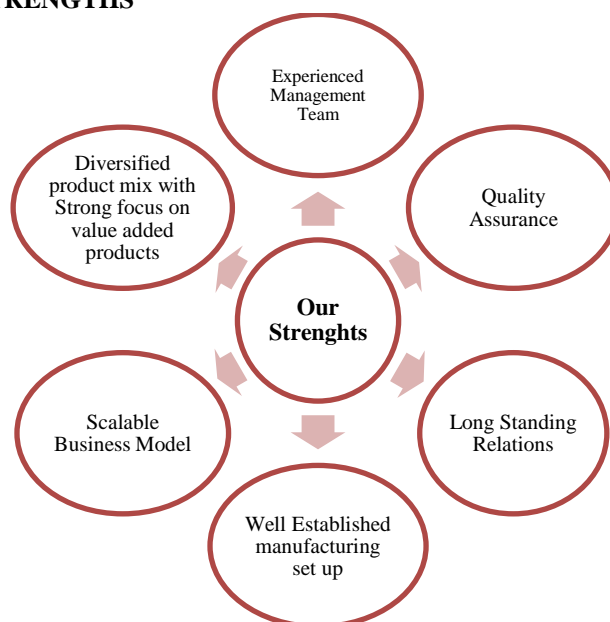 TRENGTHS
Experienced
Management
Team
Diversified
product mix with
Strong focus on
value added
products
Quality
Assurance
Our
Strenghts
Scalable
Business Model
Long Standing
Relations
Well Established
manufacturing
set up